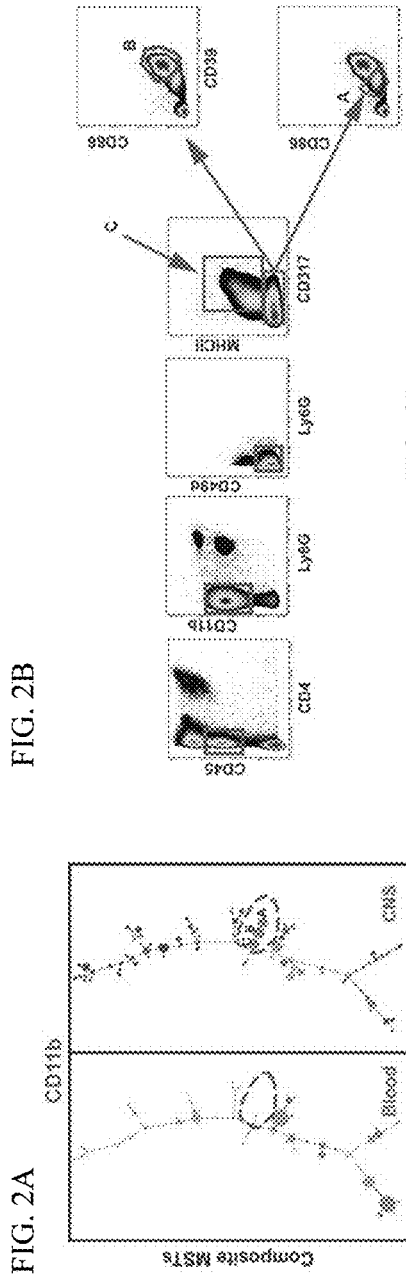 FIG. 2A
CD11b
Composite MSTs
Blood
CNS
FIG. 2B
CD45
CD4
CD11b
Ly6G
CD49d
Ly6G
MHCII
CD317
C
CD86
CD39
B
CD86
A